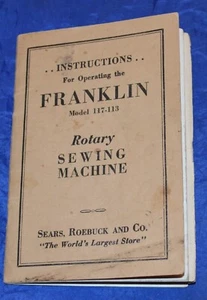 ..INSTRUCTIONS..
For Operating the
FRANKLIN
Model 117-113
Rotary
SEWING
MACHINE
SEARS, ROEBUCK AND CO.
"The World's Largest Store"